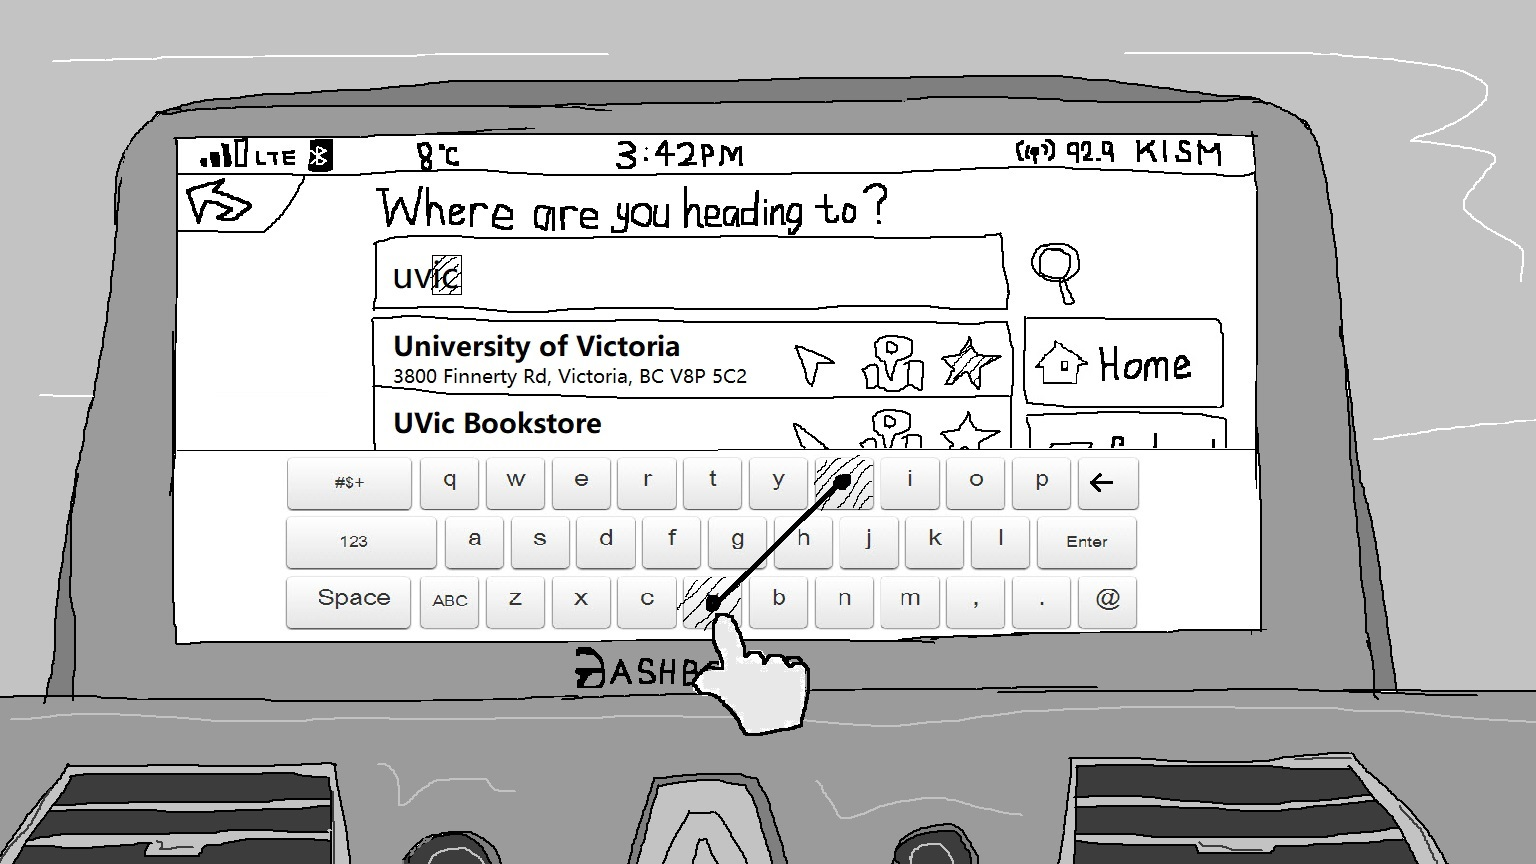 LTE 8°C 3:42PM 92.9 KISM
Where are you heading to?
uvic
University of Victoria
3800 Finnerty Rd, Victoria, BC V8P 5C2
Home
UVic Bookstore
#$+ q w e r t y i o p ←
123 a s d f g h j k l Enter
Space ABC z x c b n m , . @